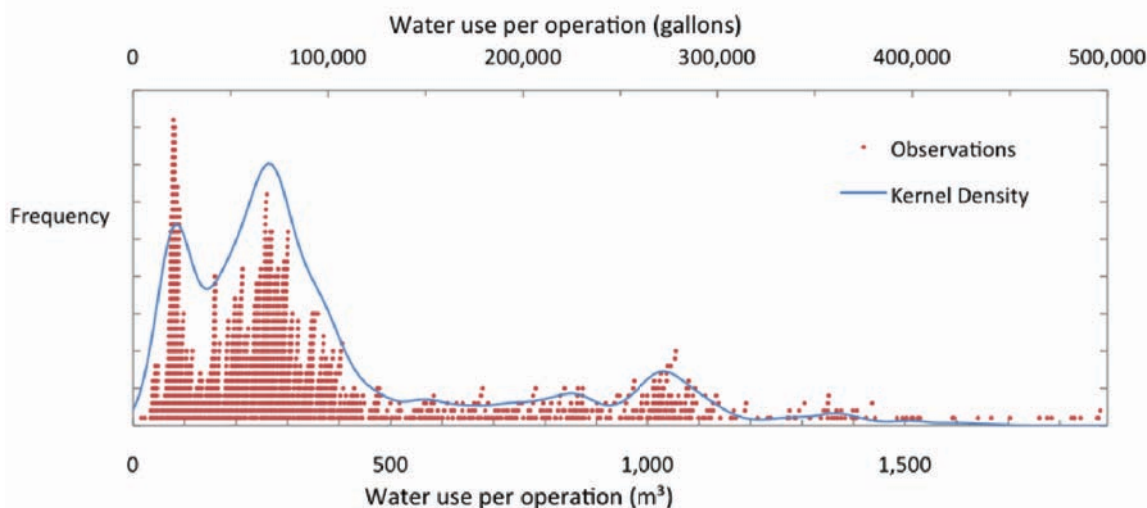 Water use per operation (gallons)
0 100,000 200,000 300,000 400,000 500,000
Observations
Kernel Density
Frequency
0 500 1,000 1,500
Water use per operation (m³)